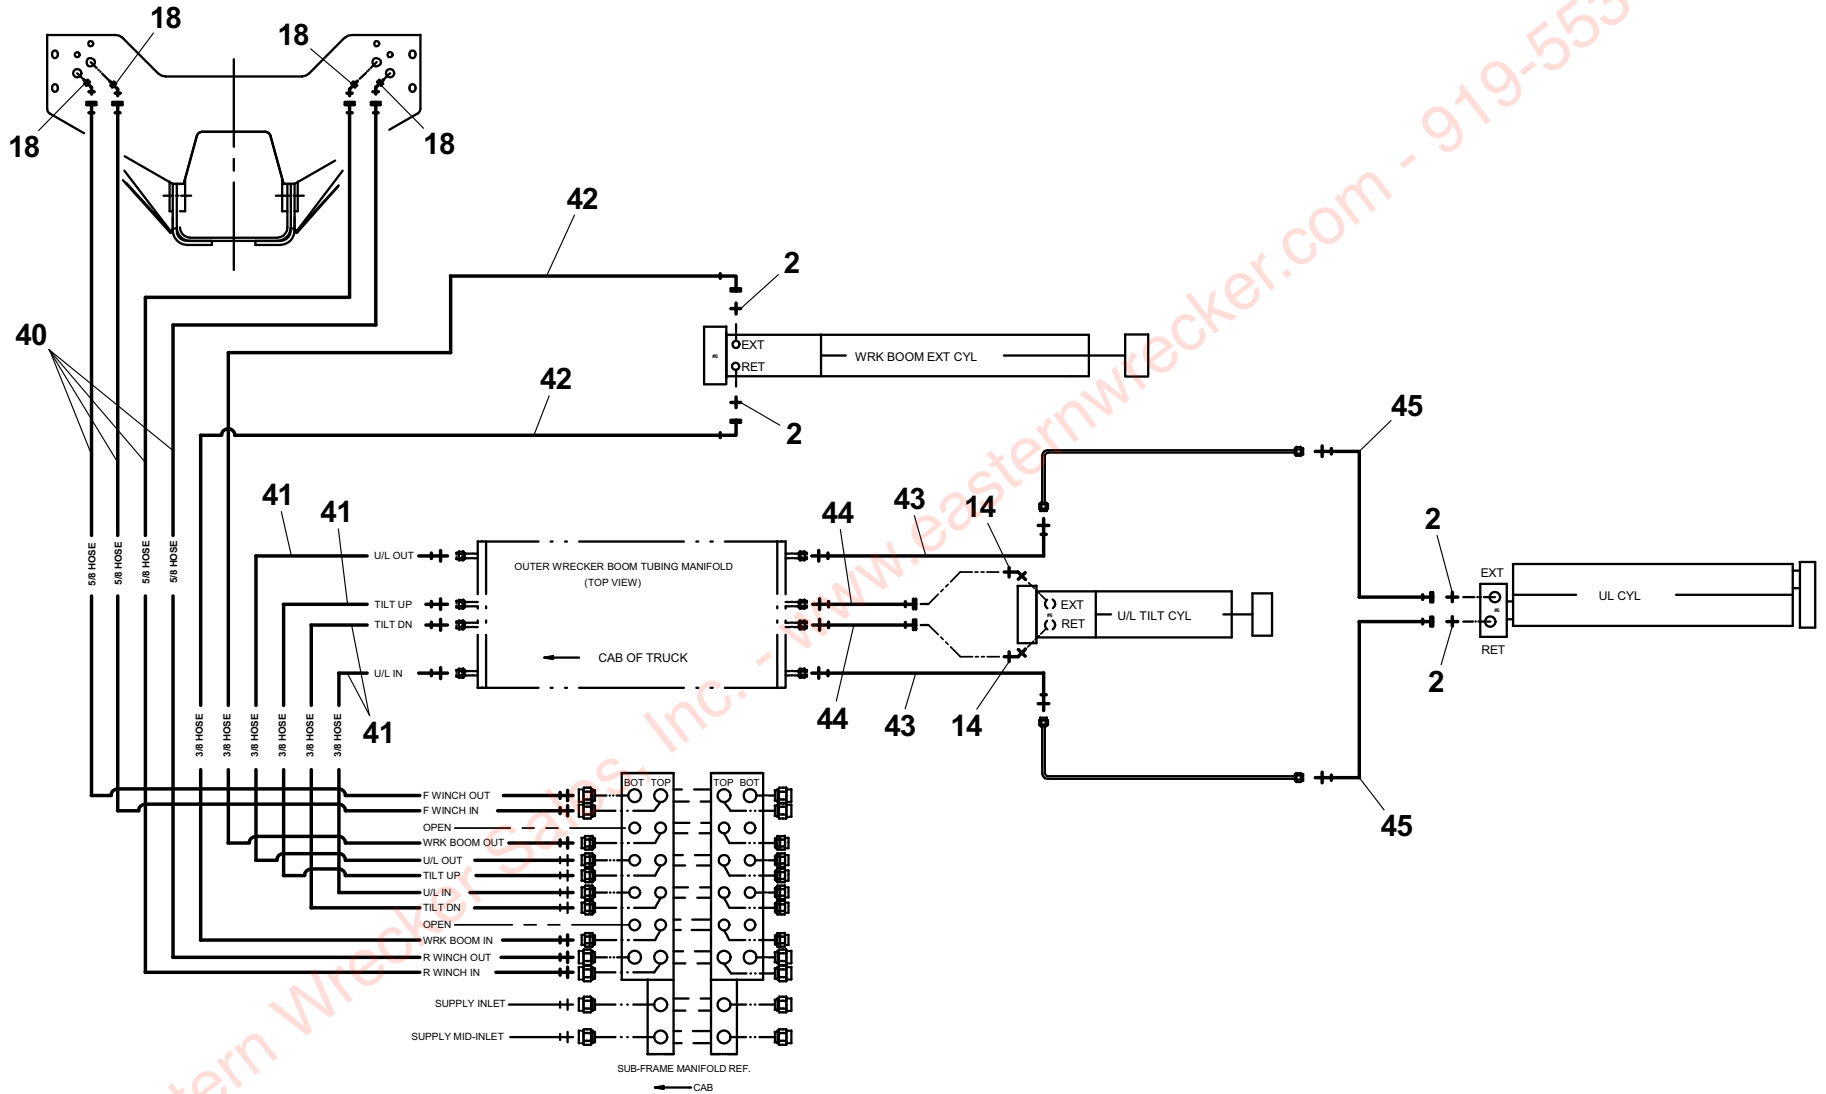 18
18
18
18
42
2
EXT
RET
#6
WRK BOOM EXT CYL
40
42
2
45
41
41
44
43
14
2
5/8 HOSE
5/8 HOSE
5/8 HOSE
5/8 HOSE
U/L OUT
OUTER WRECKER BOOM TUBING MANIFOLD
(TOP VIEW)
TILT UP
TILT DN
EXT
#6
RET
U/L TILT CYL
EXT
#6
UL CYL
RET
CAB OF TRUCK
U/L IN
2
41
44
43
14
3/8 HOSE
3/8 HOSE
3/8 HOSE
3/8 HOSE
3/8 HOSE
3/8 HOSE
45
BOT TOP
TOP BOT
F WINCH OUT
F WINCH IN
OPEN
WRK BOOM OUT
U/L OUT
TILT UP
U/L IN
TILT DN
OPEN
WRK BOOM IN
R WINCH OUT
R WINCH IN
SUPPLY INLET
SUPPLY MID-INLET
SUB-FRAME MANIFOLD REF.
CAB
tern Wrecker Sales, Inc. - www.easternwrecker.com - 919-553